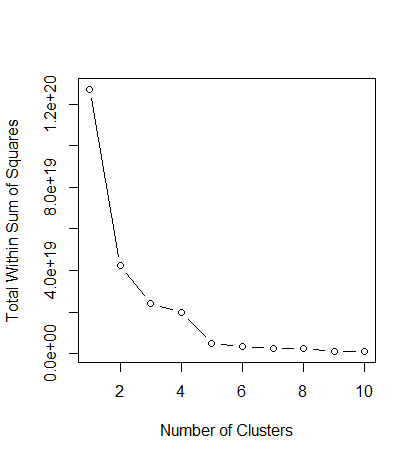 Total Within Sum of Squares
1.2e+20
8.0e+19
4.0e+19
0.0e+00
2 4 6 8 10
Number of Clusters